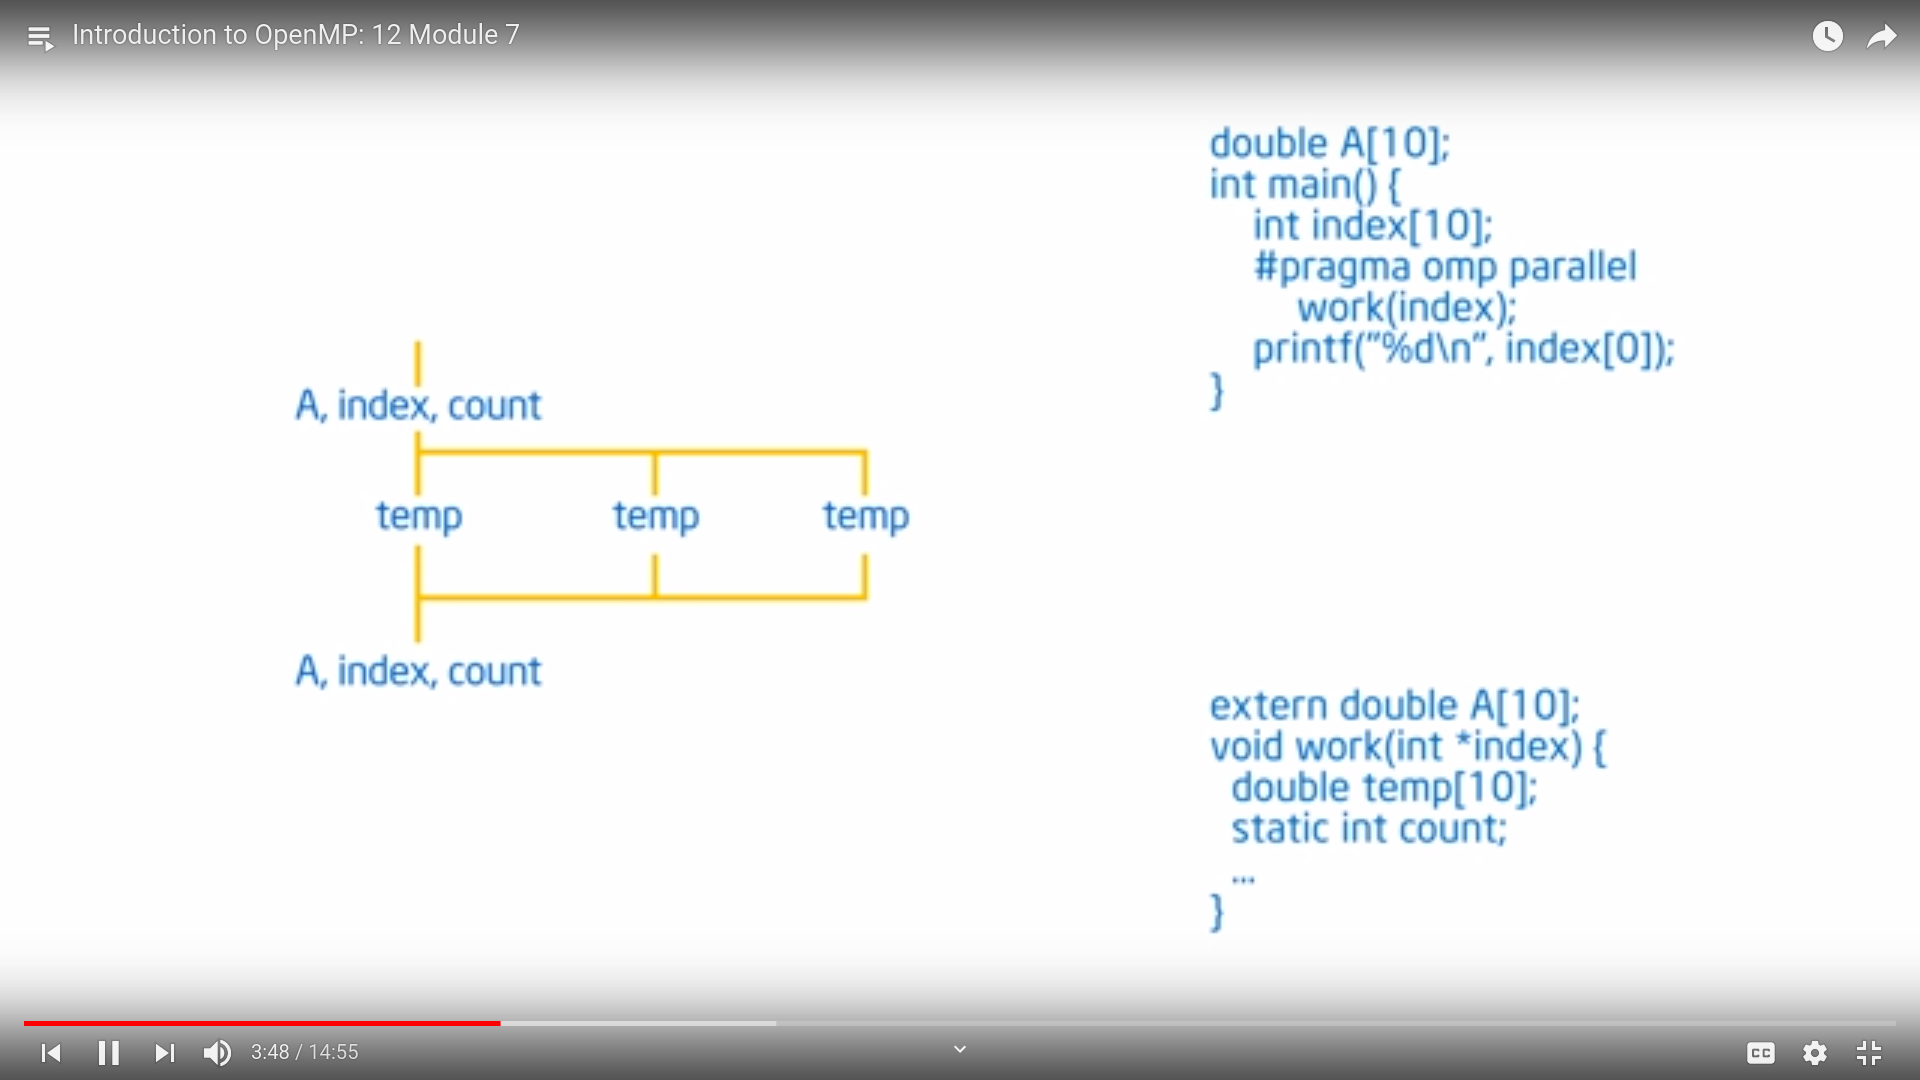 Introduction to OpenMP: 12 Module 7
double A[10];
int main() {
int index[10];
#pragma omp parallel
work(index);
printf("%d\n", index[0]);
}
A, index, count
temp temp temp
A, index, count
extern double A[10];
void work(int *index) {
double temp[10];
static int count;
...
}
3:48 / 14:55
CC